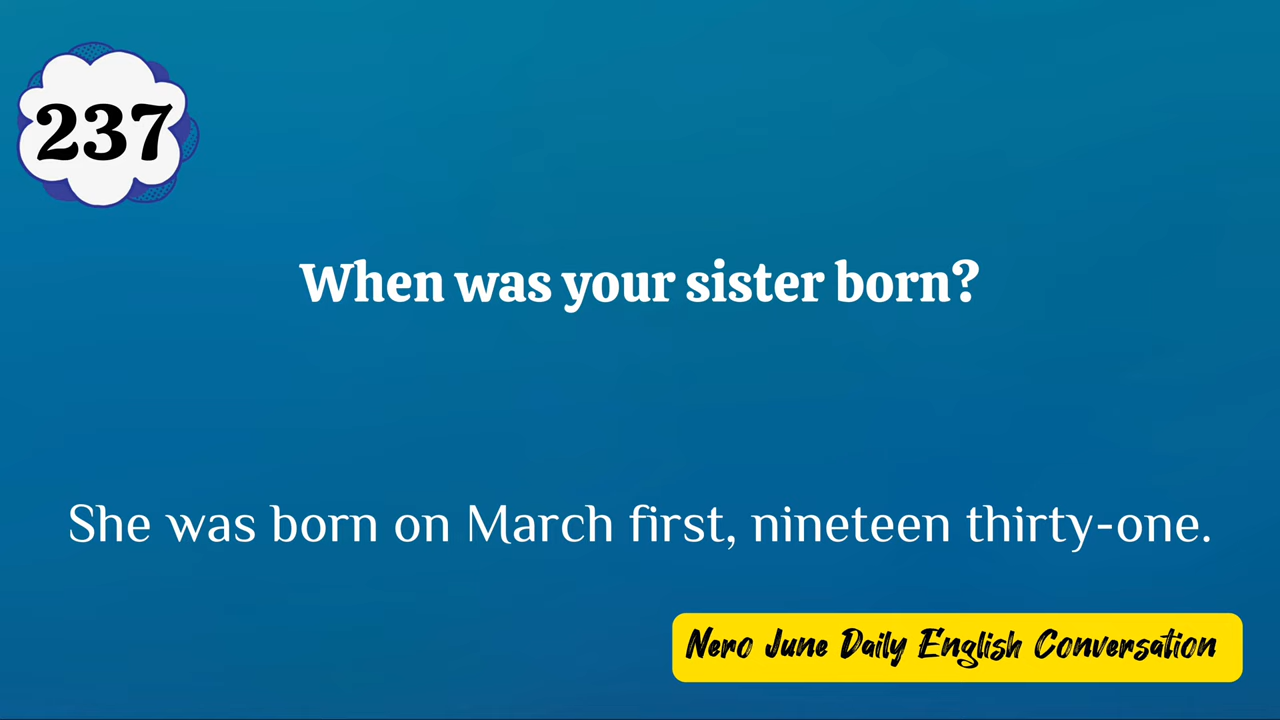 237
When was your sister born?
She was born on March first, nineteen thirty-one.
Nero June Daily English Conversation